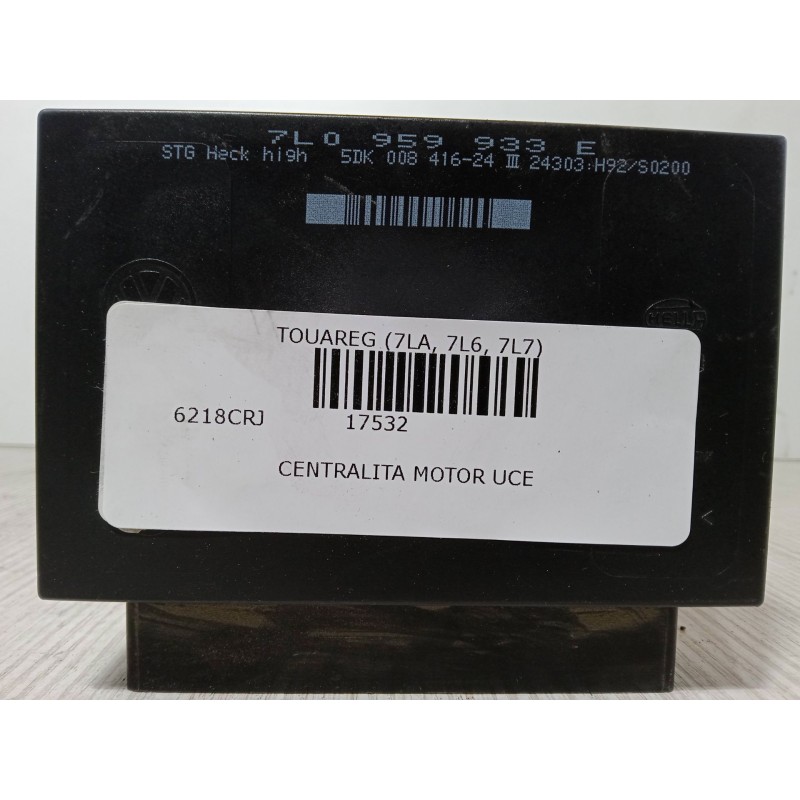 7L0 959 933 E
STG Heck high 5DK 008 416-24 III 24303:H92/S0200
HELLA
TOUAREG (7LA, 7L6, 7L7)
6218CRJ 17532
CENTRALITA MOTOR UCE